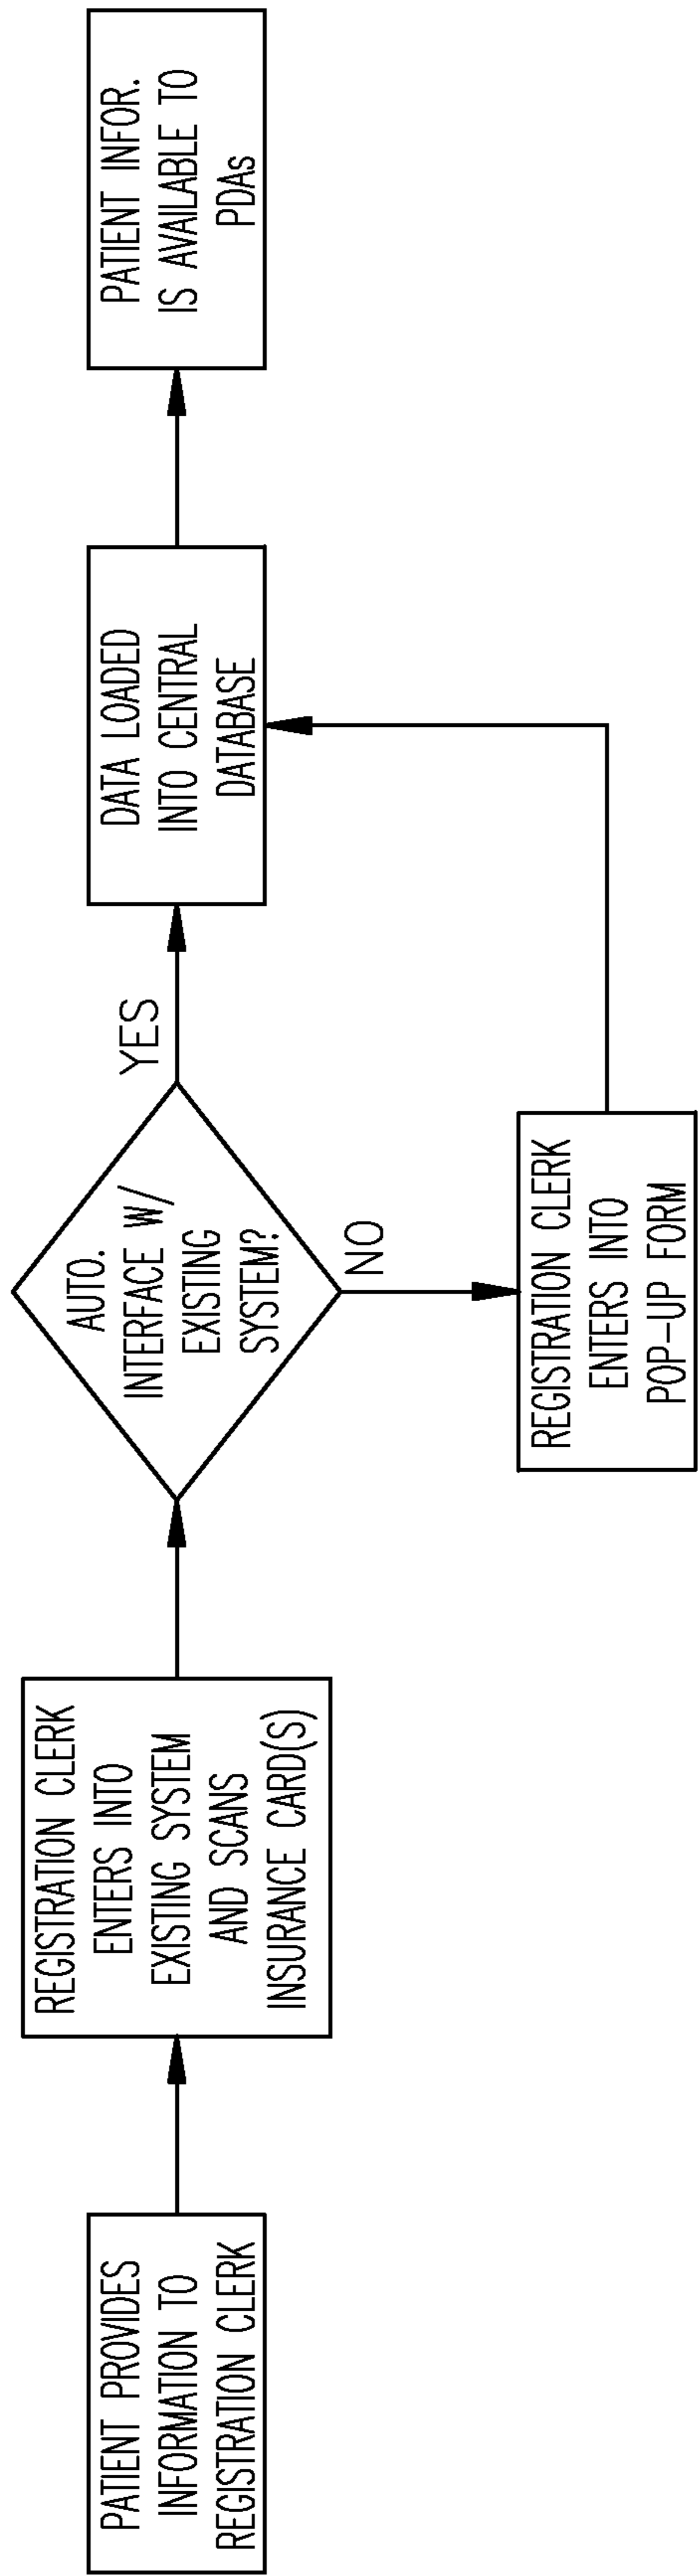 PATIENT PROVIDES
INFORMATION TO
REGISTRATION CLERK
REGISTRATION CLERK
ENTERS INTO
EXISTING SYSTEM
AND SCANS
INSURANCE CARD(S)
AUTO.
INTERFACE W/
EXISTING
SYSTEM?
YES
NO
REGISTRATION CLERK
ENTERS INTO
POP-UP FORM
DATA LOADED
INTO CENTRAL
DATABASE
PATIENT INFOR.
IS AVAILABLE TO
PDAs